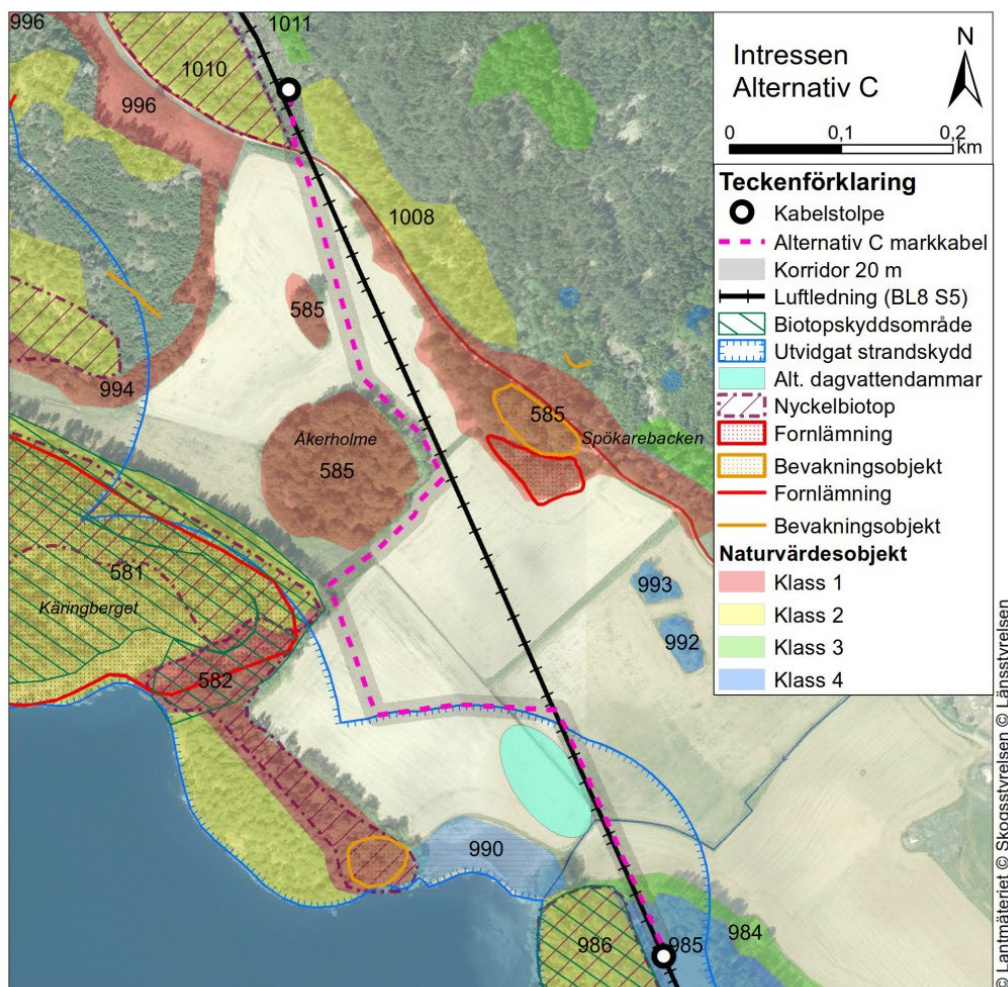 Intressen
Alternativ C
N
0 0,1 0,2
km
Teckenförklaring
Kabelstolpe
Alternativ C markkabel
Korridor 20 m
Luftledning (BL8 S5)
Biotopskyddsområde
Utvidgat strandskydd
Alt. dagvattendammar
Nyckelbiotop
Fornlämning
Bevakningsobjekt
Fornlämning
Bevakningsobjekt
Naturvärdesobjekt
Klass 1
Klass 2
Klass 3
Klass 4
996
1011
1010
996
1008
585
994
585
Spökarebacken
Åkerholme
585
581
Käringberget
993
992
582
990
986
985
984
© Lantmäteriet © Skogsstyrelsen © Länsstyrelsen